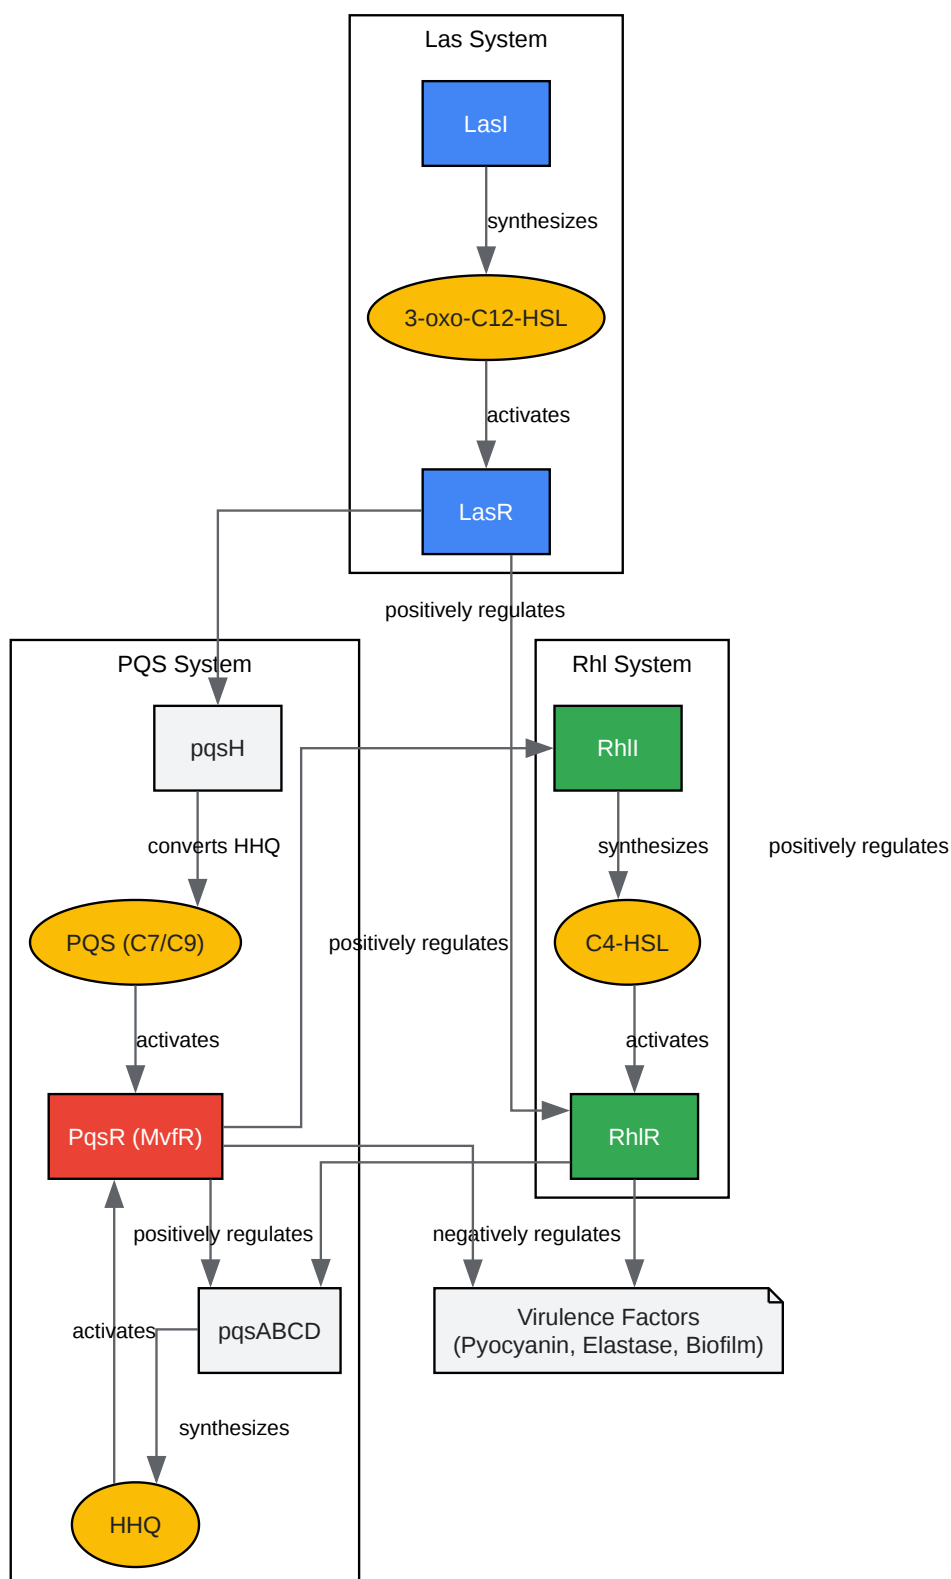 Las System
LasI
synthesizes
3-oxo-C12-HSL
activates
LasR
positively regulates
PQS System
Rhl System
pqsH
RhlI
converts HHQ
synthesizes
positively regulates
PQS (C7/C9)
positively regulates
C4-HSL
activates
activates
PqsR (MvfR)
RhlR
positively regulates
negatively regulates
pqsABCD
Virulence Factors
(Pyocyanin, Elastase, Biofilm)
activates
synthesizes
HHQ